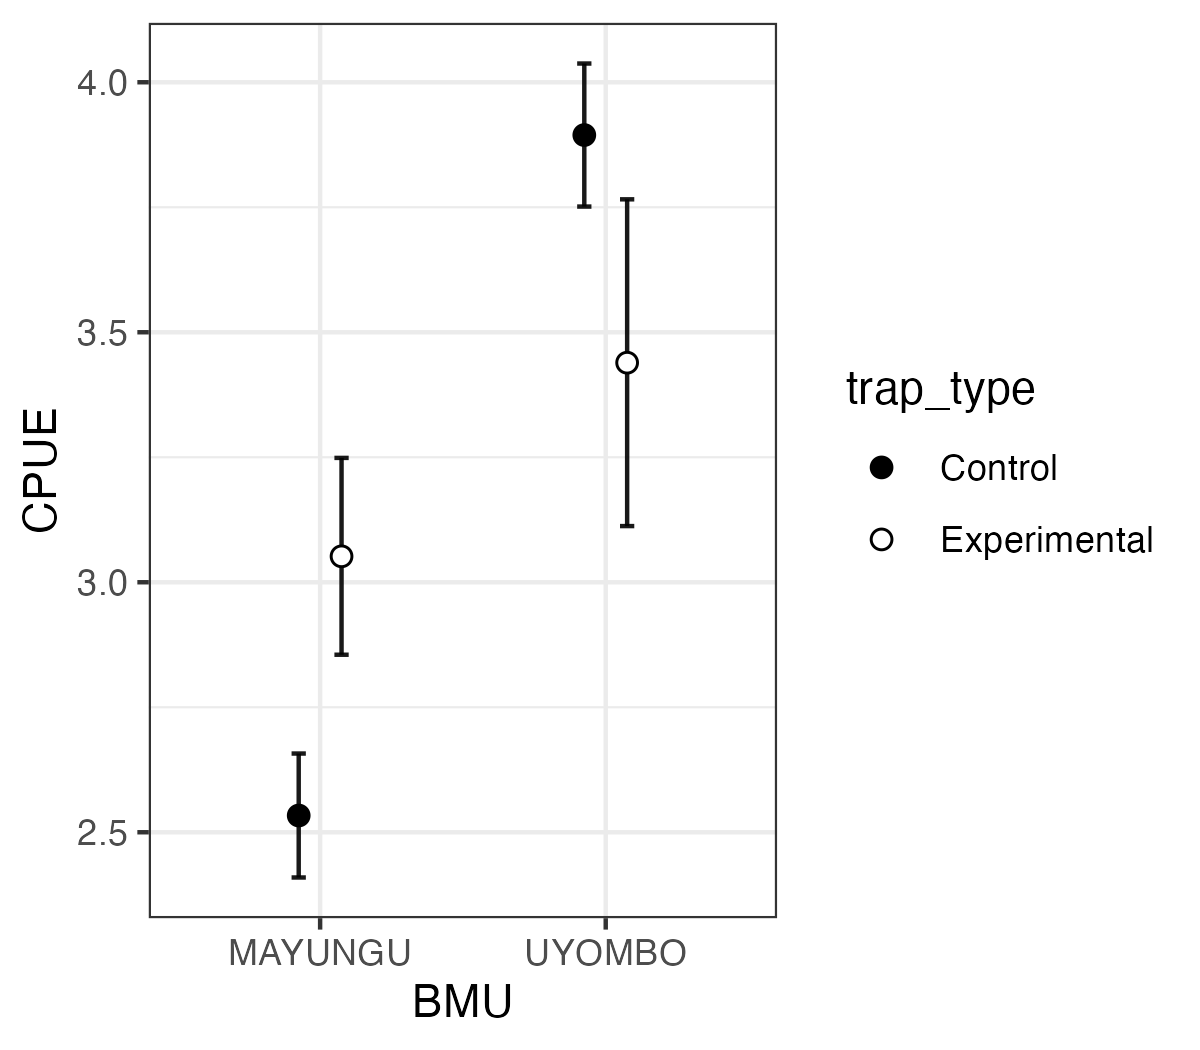 4.0
3.5
3.0
2.5
CPUE
MAYUNGU
UYOMBO
BMU
trap_type
Control
Experimental